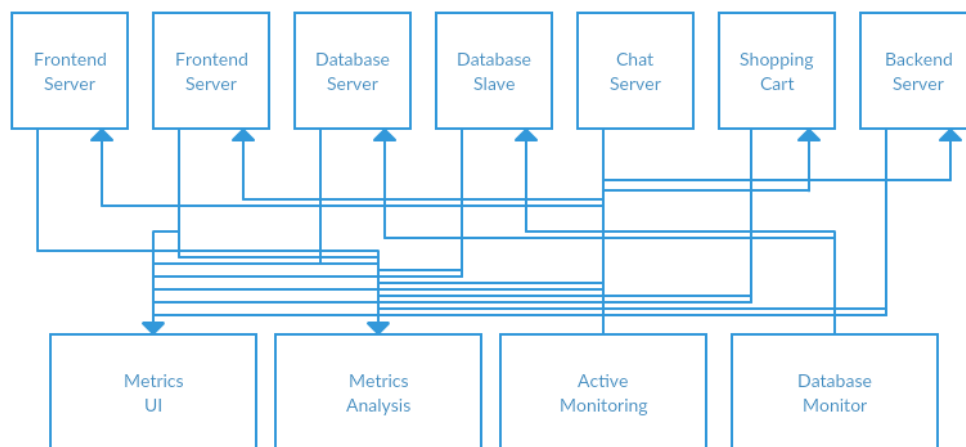 Frontend
Server
Frontend
Server
Database
Server
Database
Slave
Chat
Server
Shopping
Cart
Backend
Server
Metrics
UI
Metrics
Analysis
Active
Monitoring
Database
Monitor